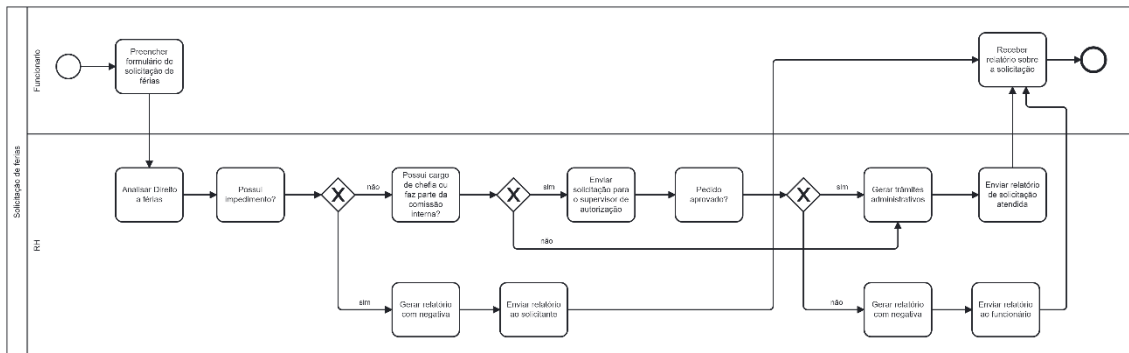 Solicitação de ferias
Funcionario
Preencher
formulário de
solicitação de
férias
Receber
relatório sobre
a solicitação
RH
Analisar Direito
a férias
Possui
impedimento?
não
Possui cargo
de chefia ou
faz parte da
comissão
interna?
sim
Enviar
solicitação para
o supervisor de
autorização
Pedido
aprovado?
sim
Gerar trâmites
administrativos
Enviar relatório
de solicitação
atendida
não
sim
Gerar relatório
com negativa
Enviar relatório
ao solicitante
não
Gerar relatório
com negativa
Enviar relatório
ao funcionário